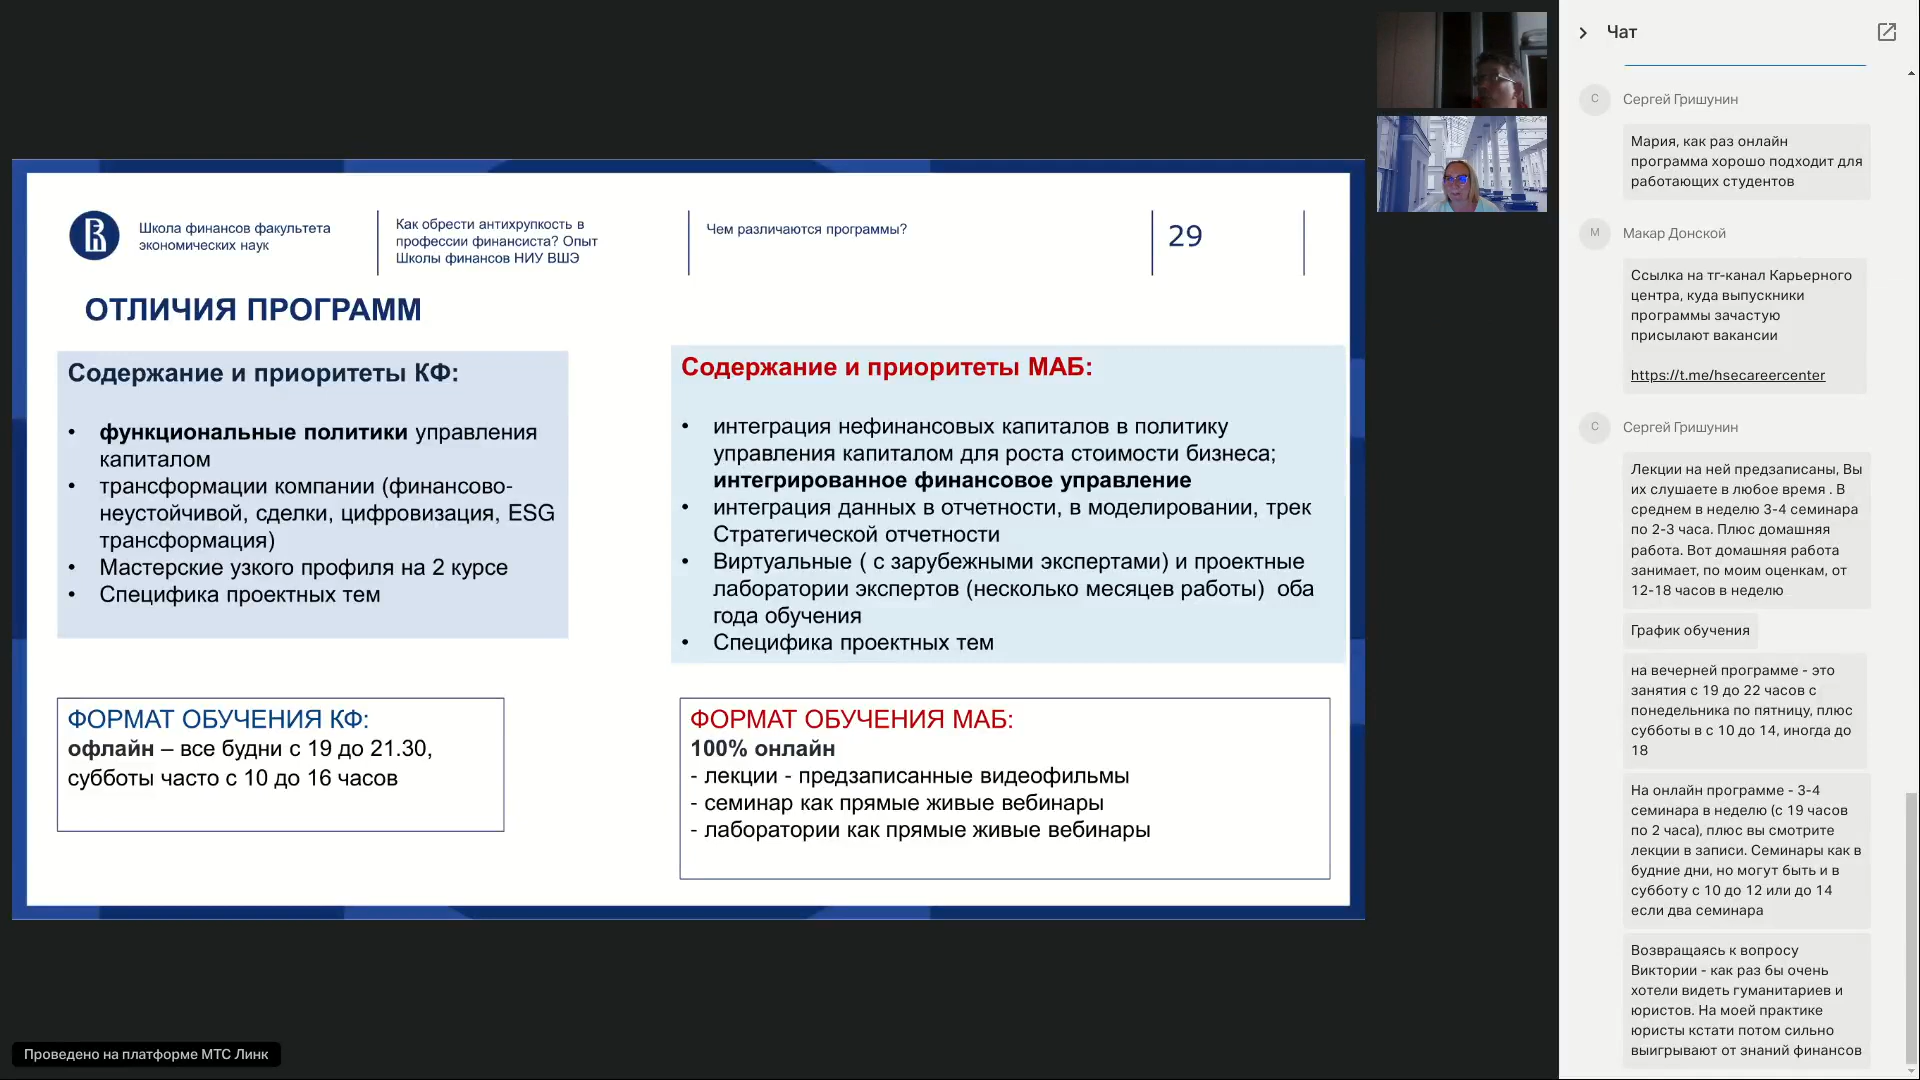 Школа финансов факультета
экономических наук
Как обрести антихрупкость в
профессии финансиста? Опыт
Школы финансов НИУ ВШЭ
Чем различаются программы?
29
ОТЛИЧИЯ ПРОГРАММ
Содержание и приоритеты КФ:
• функциональные политики управления
капиталом
• трансформации компании (финансово-
неустойчивой, сделки, цифровизация, ESG
трансформация)
• Мастерские узкого профиля на 2 курсе
• Специфика проектных тем
Содержание и приоритеты МАБ:
• интеграция нефинансовых капиталов в политику
управления капиталом для роста стоимости бизнеса;
интегрированное финансовое управление
• интеграция данных в отчетности, в моделировании, трек
Стратегической отчетности
• Виртуальные ( с зарубежными экспертами) и проектные
лаборатории экспертов (несколько месяцев работы) оба
года обучения
• Специфика проектных тем
ФОРМАТ ОБУЧЕНИЯ КФ:
офлайн – все будни с 19 до 21.30,
субботы часто с 10 до 16 часов
ФОРМАТ ОБУЧЕНИЯ МАБ:
100% онлайн
- лекции - предзаписанные видеофильмы
- семинар как прямые живые вебинары
- лаборатории как прямые живые вебинары
Проведено на платформе МТС Линк
Чат
С
Сергей Гришунин
Мария, как раз онлайн
программа хорошо подходит для
работающих студентов
М
Макар Донской
Ссылка на тг-канал Карьерного
центра, куда выпускники
программы зачастую
присылают вакансии
https://t.me/hsecareercenter
С
Сергей Гришунин
Лекции на ней предзаписаны, Вы
их слушаете в любое время . В
среднем в неделю 3-4 семинара
по 2-3 часа. Плюс домашняя
работа. Вот домашняя работа
занимает, по моим оценкам, от
12-18 часов в неделю
График обучения
на вечерней программе - это
занятия с 19 до 22 часов с
понедельника по пятницу, плюс
субботы в с 10 до 14, иногда до
18
На онлайн программе - 3-4
семинара в неделю (с 19 часов
по 2 часа), плюс вы смотрите
лекции в записи. Семинары как в
будние дни, но могут быть и в
субботу с 10 до 12 или до 14
если два семинара
Возвращаясь к вопросу
Виктории - как раз бы очень
хотели видеть гуманитариев и
юристов. На моей практике
юристы кстати потом сильно
выигрывают от знаний финансов